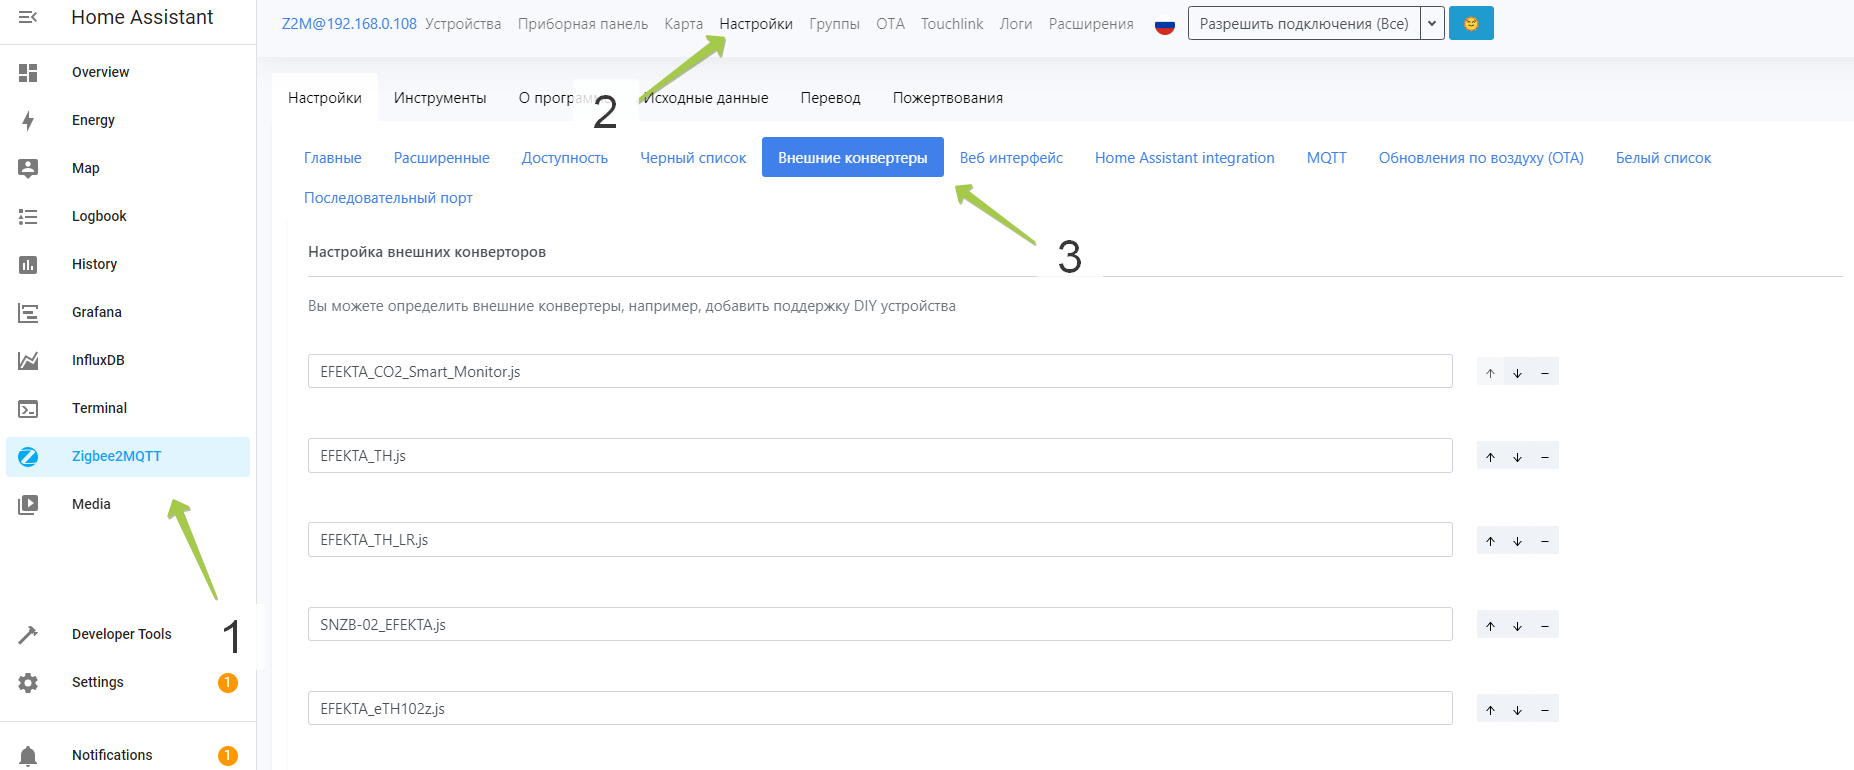 Home Assistant
Overview
Energy
Map
Logbook
History
Grafana
InfluxDB
Terminal
Zigbee2MQTT
Media
1
Developer Tools
Settings 1
Notifications 1
Z2M@192.168.0.108 Устройства Приборная панель Карта Настройки Группы OTA Touchlink Логи Расширения Разрешить подключения (Все)
Настройки Инструменты О програм 2 Исходные данные Перевод Пожертвования
Главные Расширенные Доступность Черный список Внешние конвертеры Веб интерфейс Home Assistant integration MQTT Обновления по воздуху (OTA) Белый список
Последовательный порт
3
Настройка внешних конверторов
Вы можете определить внешние конвертеры, например, добавить поддержку DIY устройства
EFEKTA_CO2_Smart_Monitor.js
EFEKTA_TH.js
EFEKTA_TH_LR.js
SNZB-02_EFEKTA.js
EFEKTA_eTH102z.js